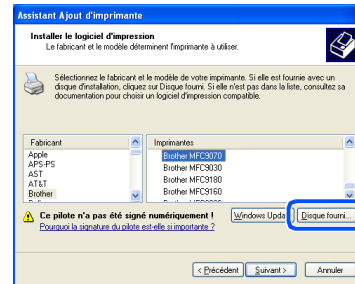 Assistant Ajout d'imprimante
Installer le logiciel d'impression
Le fabricant et le modèle déterminent l'imprimante à utiliser.
Sélectionnez le fabricant et le modèle de votre imprimante. Si elle est fournie avec un
disque d'installation, cliquez sur Disque fourni. Si elle n'est pas dans la liste, consultez sa
documentation pour choisir un logiciel d'impression compatible.
Fabricant
Apple
APS-PS
AST
AT&T
Brother
Imprimantes
Brother MFC9070
Brother MFC9030
Brother MFC9180
Brother MFC9160
Ce pilote n'a pas été signé numériquement !
Pourquoi la signature du pilote est-elle si importante ?
Windows Upda
Disque fourni...
< Précédent
Suivant >
Annuler